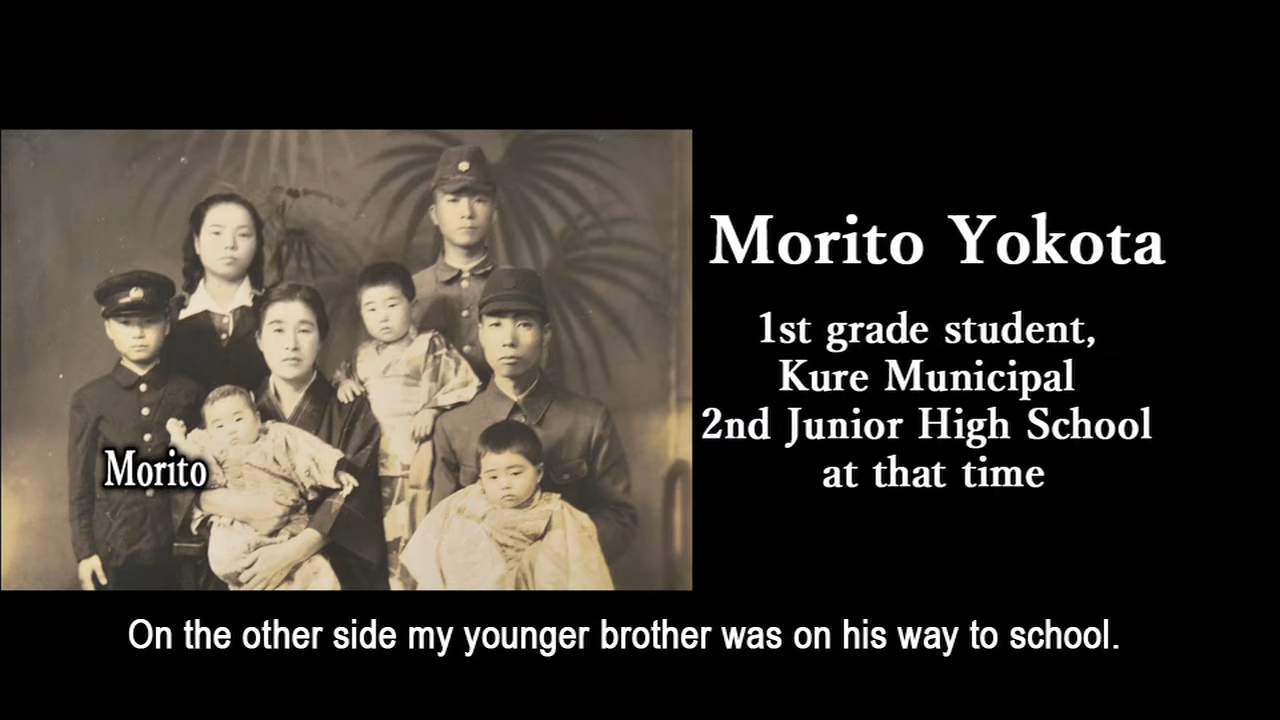 Morito Yokota
1st grade student,
Kure Municipal
2nd Junior High School
at that time
Morito
On the other side my younger brother was on his way to school.